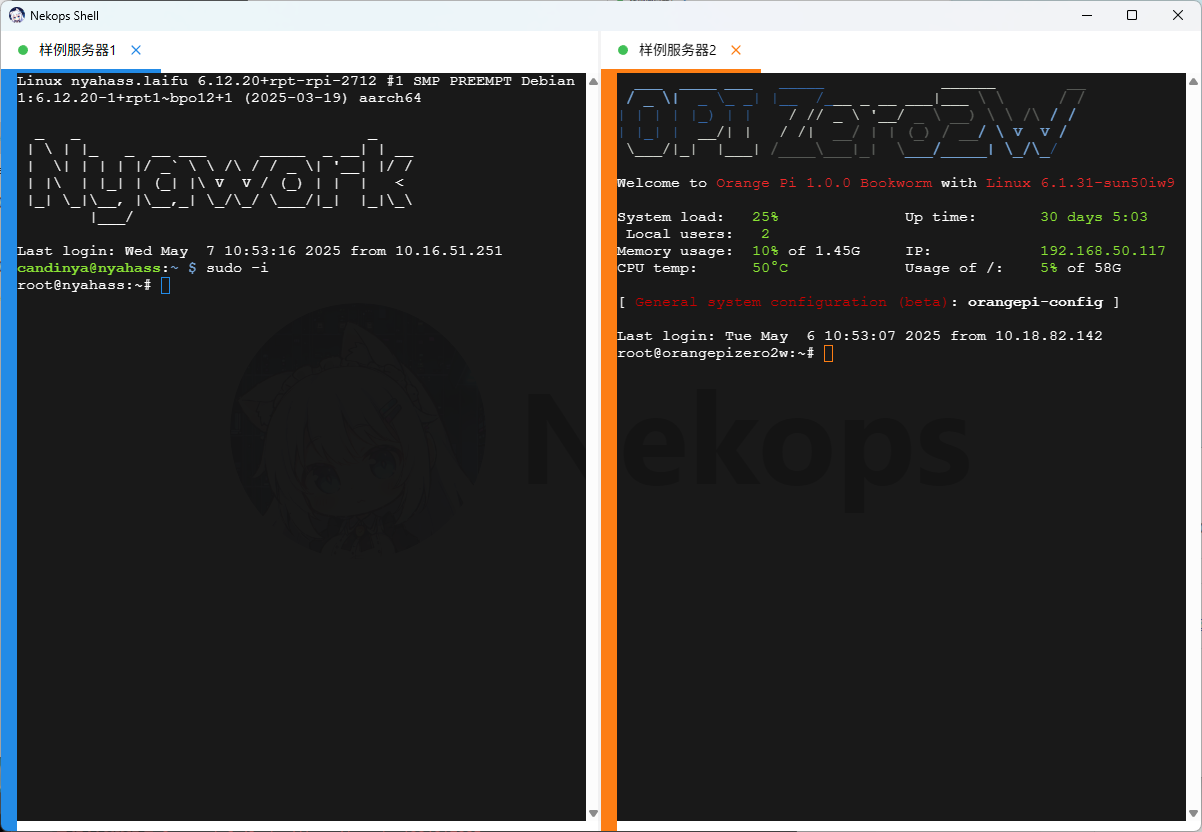 Nekops Shell
样例服务器1
Linux nyahass.laifu 6.12.20+rpt-rpi-2712 #1 SMP PREEMPT Debian
1:6.12.20-1+rpt1~bpo12+1 (2025-03-19) aarch64
Nyawork
Last login: Wed May  7 10:53:16 2025 from 10.16.51.251
candinya@nyahass:~ $ sudo -i
root@nyahass:~#
样例服务器2
OPI Zero2W
Welcome to Orange Pi 1.0.0 Bookworm with Linux 6.1.31-sun50iw9
System load:   25%              Up time:       30 days 5:03
Local users:   2
Memory usage:  10% of 1.45G     IP:            192.168.50.117
CPU temp:      50°C             Usage of /:    5% of 58G
[ General system configuration (beta): orangepi-config ]
Last login: Tue May  6 10:53:07 2025 from 10.18.82.142
root@orangepizero2w:~#
Nekops